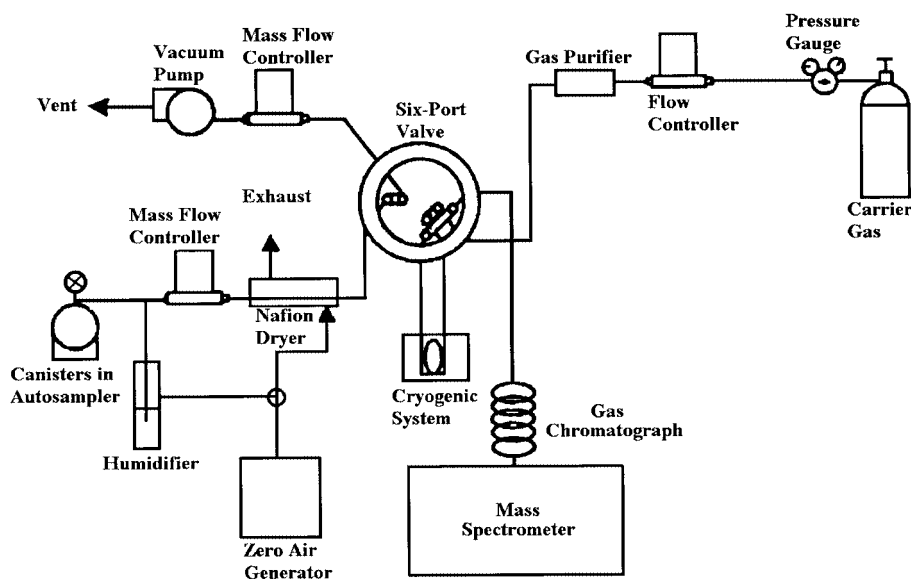 Mass Flow
Controller
Vacuum
Pump
Vent
Six-Port
Valve
Gas Purifier
Flow
Controller
Pressure
Gauge
Carrier
Gas
Exhaust
Mass Flow
Controller
Nafion
Dryer
Canisters in
Autosampler
Humidifier
Zero Air
Generator
Cryogenic
System
Gas
Chromatograph
Mass
Spectrometer